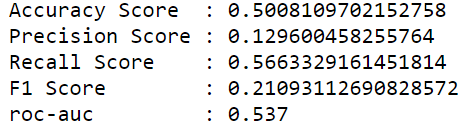 Accuracy Score  : 0.5008109702152758
Precision Score : 0.129600458255764
Recall Score    : 0.5663329161451814
F1 Score        : 0.21093112690828572
roc-auc         : 0.537